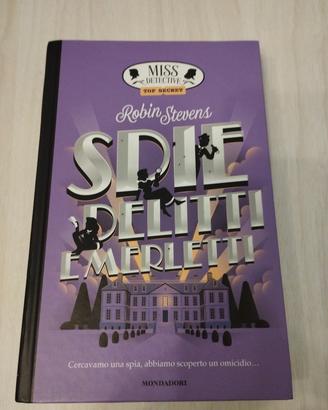 MISS
DETECTIVE
TOP SECRET
Robin Stevens
SPIE
DELITTI
E MERLETTI
Cercavamo una spia, abbiamo scoperto un omicidio...
MONDADORI